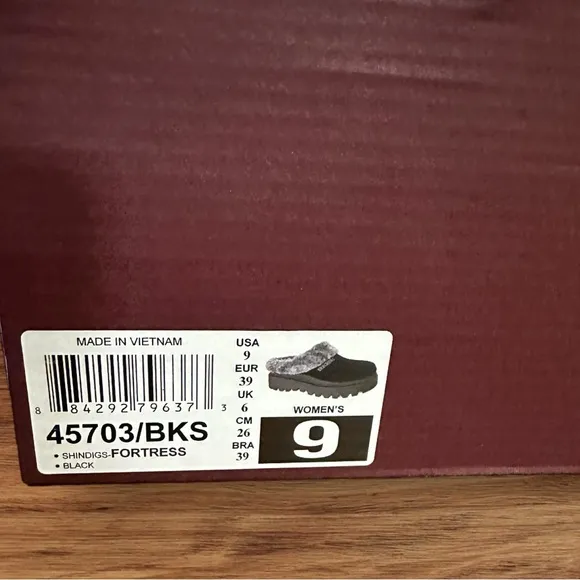 MADE IN VIETNAM
8 84292 79637 3
45703/BKS
• SHINDIGS-FORTRESS
• BLACK
USA
9
EUR
39
UK
6
CM
26
BRA
39
WOMEN'S
9